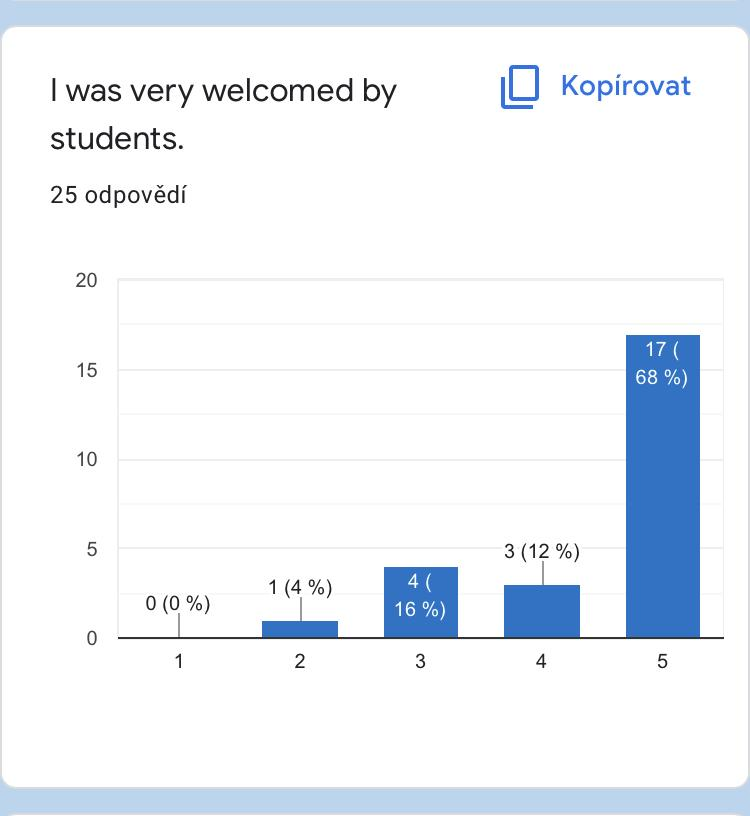 I was very welcomed by
students.
Kopírovat
25 odpovědí
20
15
10
5
0
0 (0 %)
1 (4 %)
4 (
16 %)
3 (12 %)
17 (
68 %)
1
2
3
4
5